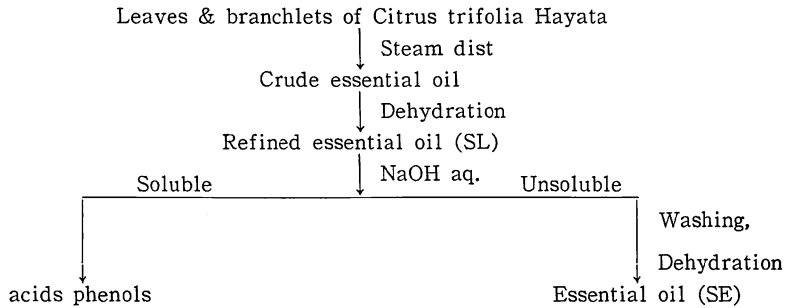 Leaves & branchlets of Citrus trifolia Hayata
Steam dist
Crude essential oil
Dehydration
Refined essential oil (SL)
NaOH aq.
Soluble
Unsoluble
Washing,
Dehydration
acids phenols
Essential oil (SE)